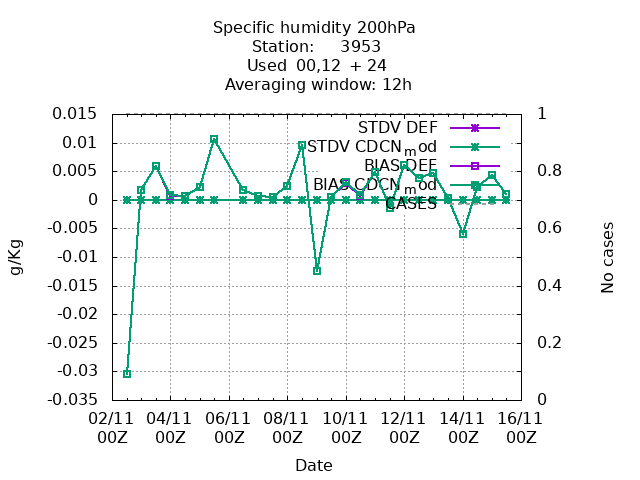 Specific humidity 200hPa
Station: 3953
Used 00,12 + 24
Averaging window: 12h
0.015 1
0.01
0.005 0.8
0
-0.005 0.6
-0.01
-0.015 0.4
-0.02
-0.025 0.2
-0.03
-0.035 0
STDV DEF
STDV CDCNmod
BIAS DEF
BIAS CDCNmod
CASES
g/Kg
No cases
02/11 04/11 06/11 08/11 10/11 12/11 14/11 16/11
00Z 00Z 00Z 00Z 00Z 00Z 00Z 00Z
Date